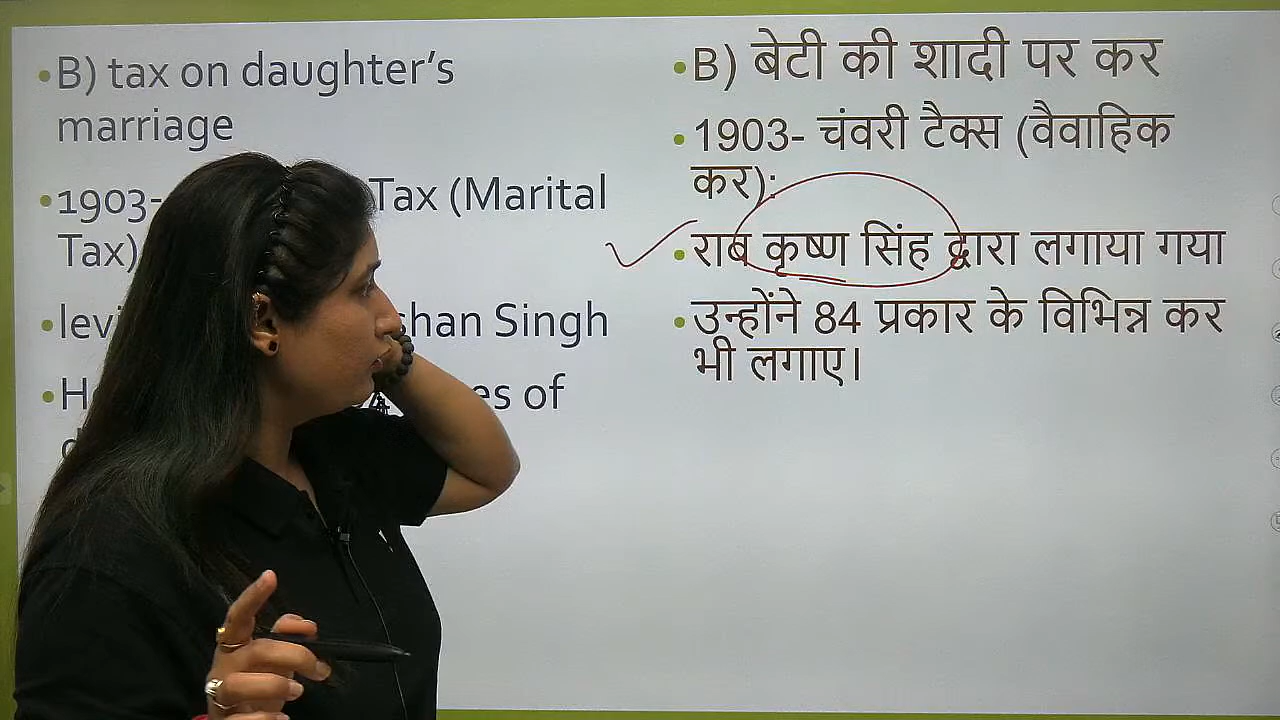 •B) tax on daughter's
marriage
•1903- Tax (Marital
Tax)
•levi shan Singh
•H es of
•B) बेटी की शादी पर कर
•1903- चंवरी टैक्स (वैवाहिक
कर):
•राव कृष्ण सिंह द्वारा लगाया गया
•उन्होंने 84 प्रकार के विभिन्न कर
भी लगाए।